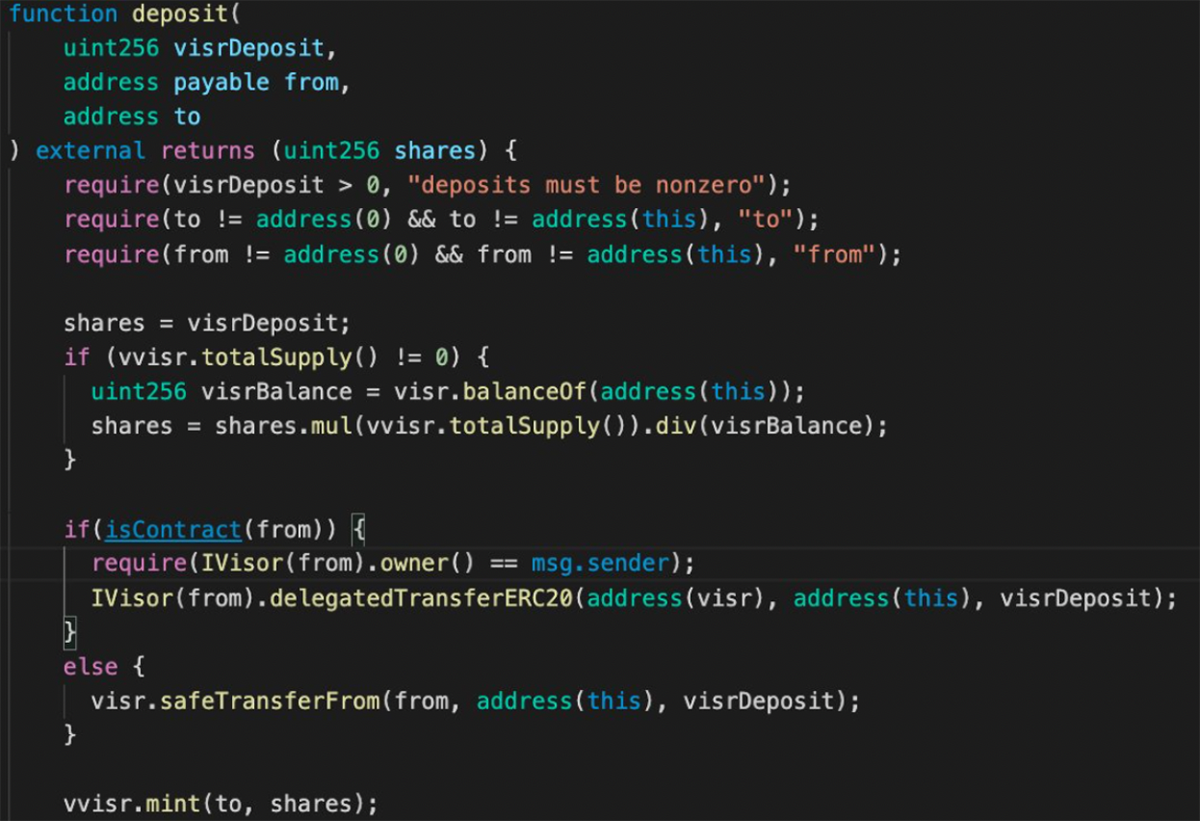 function deposit(
    uint256 visrDeposit,
    address payable from,
    address to
) external returns (uint256 shares) {
    require(visrDeposit > 0, "deposits must be nonzero");
    require(to != address(0) && to != address(this), "to");
    require(from != address(0) && from != address(this), "from");

    shares = visrDeposit;
    if (vvisr.totalSupply() != 0) {
      uint256 visrBalance = visr.balanceOf(address(this));
      shares = shares.mul(vvisr.totalSupply()).div(visrBalance);
    }

    if(isContract(from)) {
      require(IVisor(from).owner() == msg.sender);
      IVisor(from).delegatedTransferERC20(address(visr), address(this), visrDeposit);
    }
    else {
      visr.safeTransferFrom(from, address(this), visrDeposit);
    }

    vvisr.mint(to, shares);